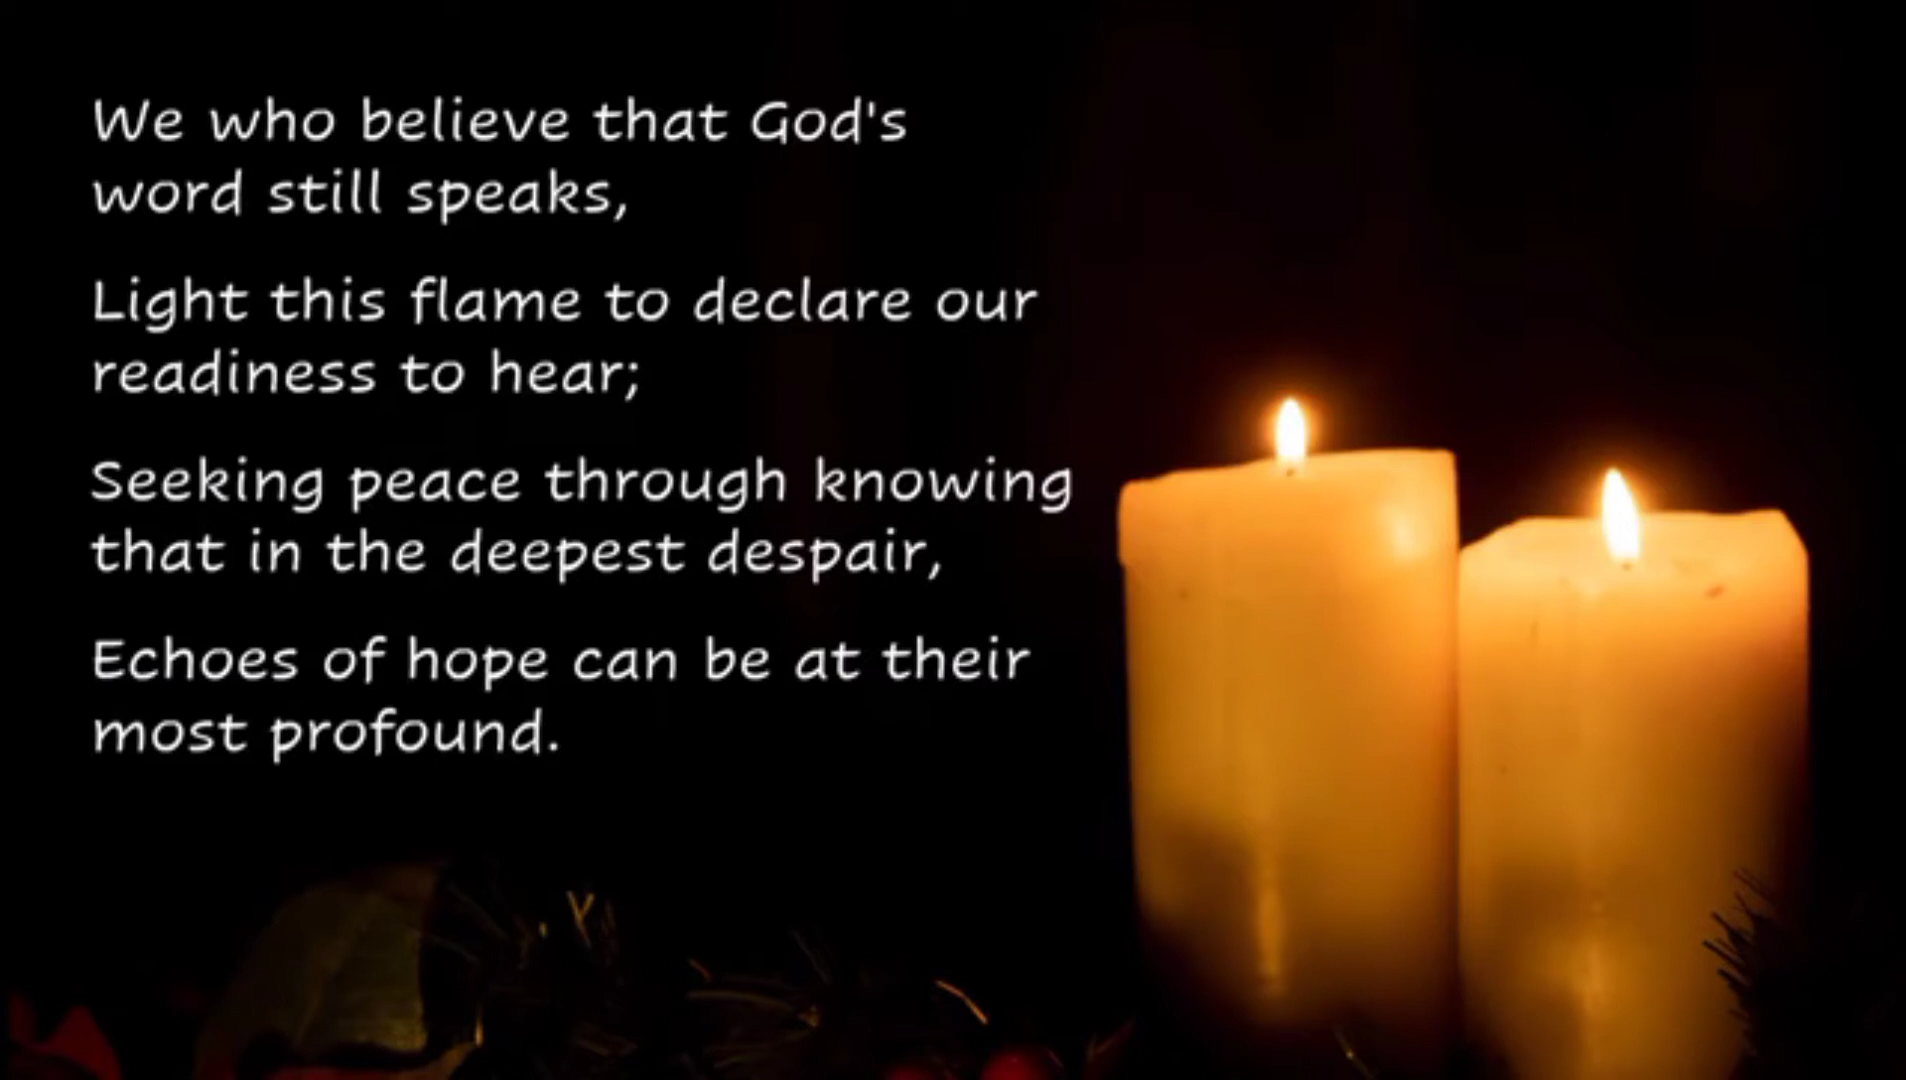 We who believe that God's
word still speaks,
Light this flame to declare our
readiness to hear;
Seeking peace through knowing
that in the deepest despair,
Echoes of hope can be at their
most profound.